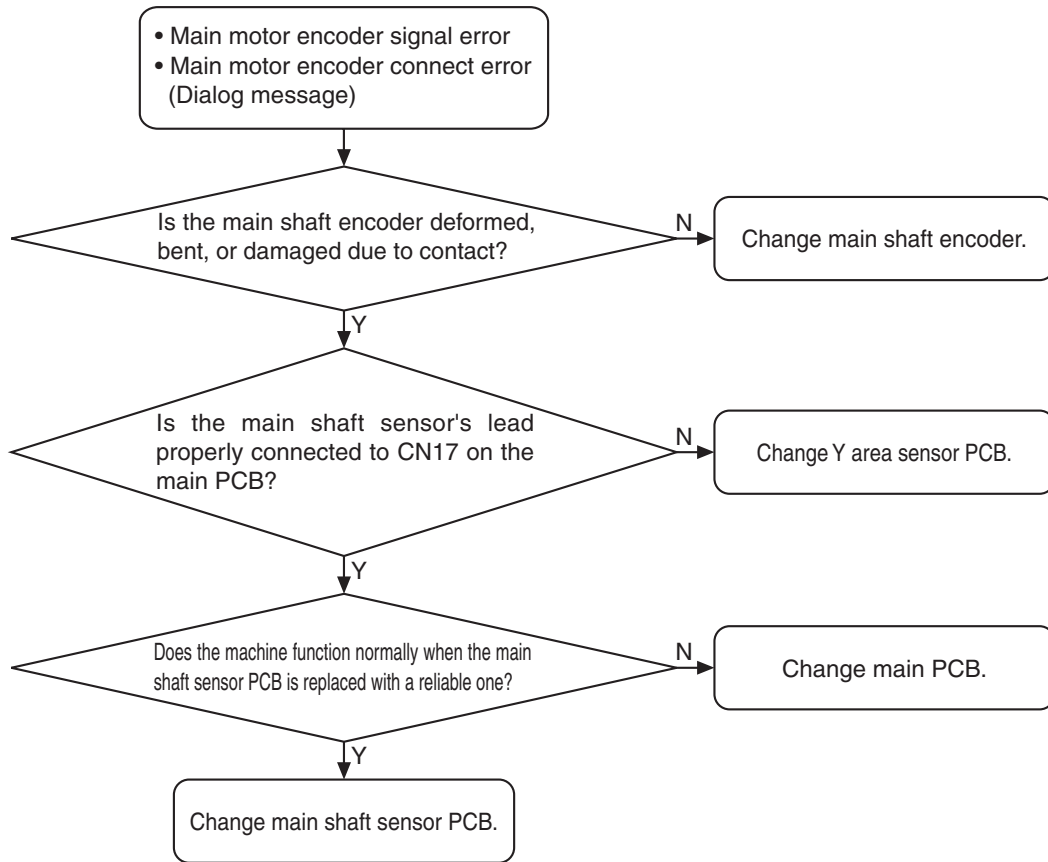 • Main motor encoder signal error
• Main motor encoder connect error
(Dialog message)
Is the main shaft encoder deformed,
bent, or damaged due to contact?
N
Change main shaft encoder.
Y
Is the main shaft sensor's lead
properly connected to CN17 on the
main PCB?
N
Change Y area sensor PCB.
Y
Does the machine function normally when the main
shaft sensor PCB is replaced with a reliable one?
N
Change main PCB.
Y
Change main shaft sensor PCB.